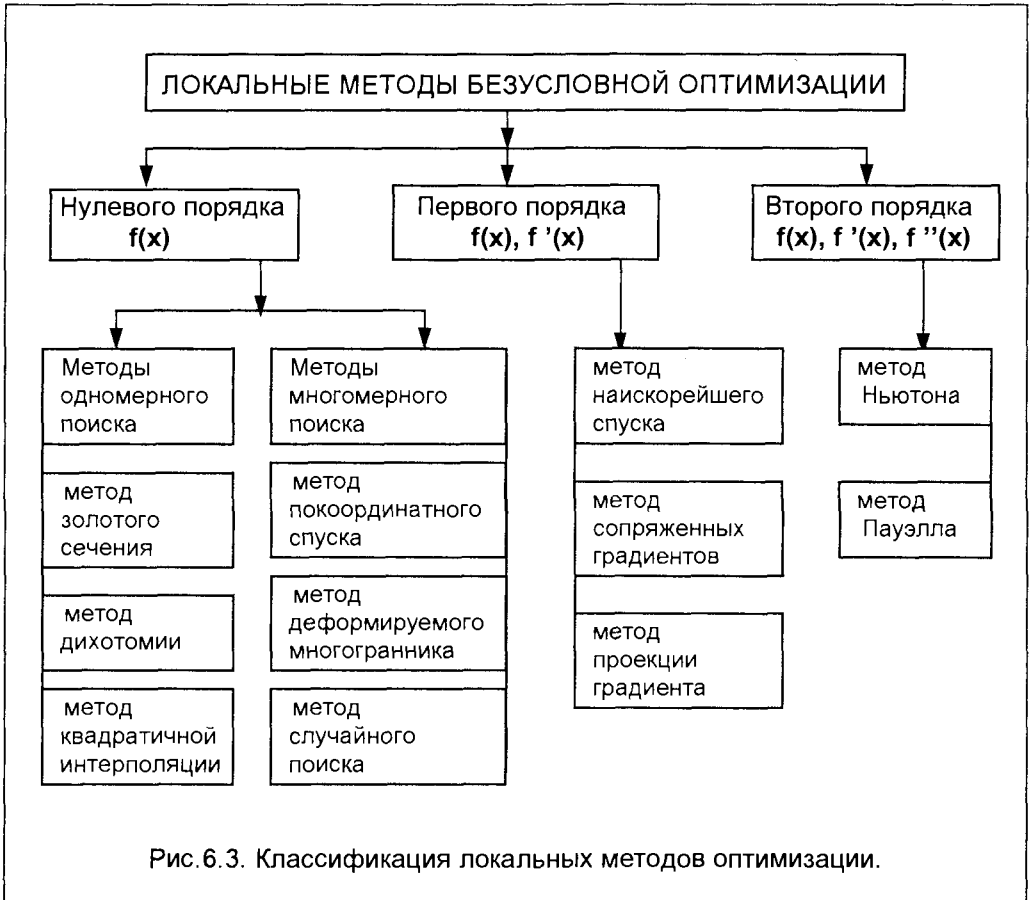 ЛОКАЛЬНЫЕ МЕТОДЫ БЕЗУСЛОВНОЙ ОПТИМИЗАЦИИ
Нулевого порядка
f(x)
Первого порядка
f(x), f ’(x)
Второго порядка
f(x), f ’(x), f ’’(x)
Методы
одномерного
поиска
метод
золотого
сечения
метод
дихотомии
метод
квадратичной
интерполяции
Методы
многомерного
поиска
метод
покоординатного
спуска
метод
деформируемого
многогранника
метод
случайного
поиска
метод
наискорейшего
спуска
метод
сопряженных
градиентов
метод
проекции
градиента
метод
Ньютона
метод
Пауэлла
Рис.6.3. Классификация локальных методов оптимизации.